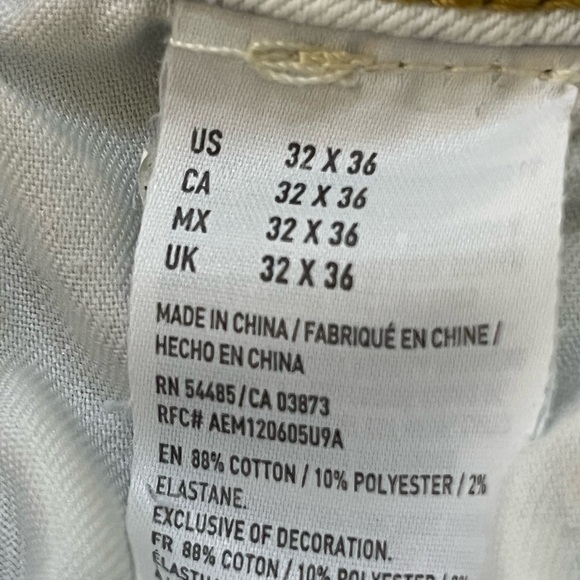 US 32 X 36
CA 32 X 36
MX 32 X 36
UK 32 X 36
MADE IN CHINA / FABRIQUÉ EN CHINE /
HECHO EN CHINA
RN 54485 / CA 03873
RFC# AEM120605U9A
EN 88% COTTON / 10% POLYESTER / 2%
ELASTANE.
EXCLUSIVE OF DECORATION.
FR 88% COTON / 10% POLYESTER /